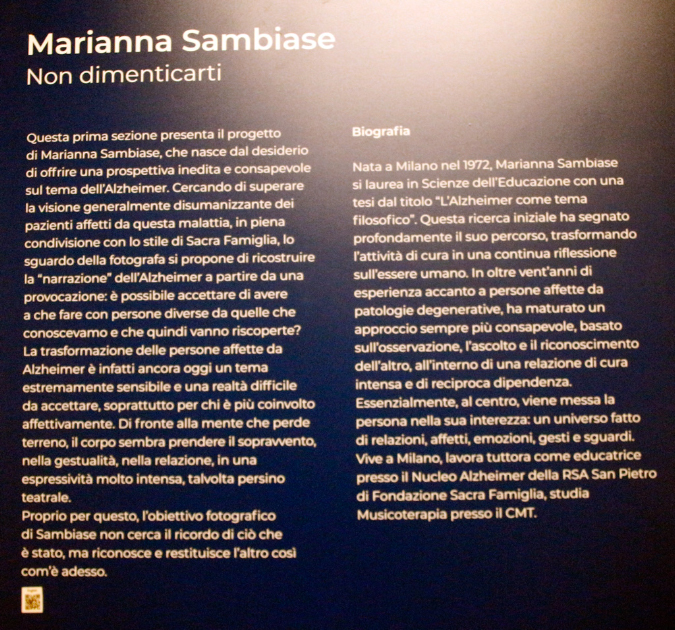 Marianna Sambiase
Non dimenticarti
Questa prima sezione presenta il progetto
di Marianna Sambiase, che nasce dal desiderio
di offrire una prospettiva inedita e consapevole
sul tema dell'Alzheimer. Cercando di superare
la visione generalmente disumanizzante dei
pazienti affetti da questa malattia, in piena
condivisione con lo stile di Sacra Famiglia, lo
sguardo della fotografa si propone di ricostruire
la "narrazione" dell'Alzheimer a partire da una
provocazione: è possibile accettare di avere
a che fare con persone diverse da quelle che
conoscevamo e che quindi vanno riscoperte?
La trasformazione delle persone affette da
Alzheimer è infatti ancora oggi un tema
estremamente sensibile e una realtà difficile
da accettare, soprattutto per chi è più coinvolto
affettivamente. Di fronte alla mente che perde
terreno, il corpo sembra prendere il sopravvento,
nella gestualità, nella relazione, in una
espressività molto intensa, talvolta persino
teatrale.
Proprio per questo, l'obiettivo fotografico
di Sambiase non cerca il ricordo di ciò che
è stato, ma riconosce e restituisce l'altro così
com'è adesso.
Biografia
Nata a Milano nel 1972, Marianna Sambiase
si laurea in Scienze dell'Educazione con una
tesi dal titolo "L'Alzheimer come tema
filosofico". Questa ricerca iniziale ha segnato
profondamente il suo percorso, trasformando
l'attività di cura in una continua riflessione
sull'essere umano. In oltre vent'anni di
esperienza accanto a persone affette da
patologie degenerative, ha maturato un
approccio sempre più consapevole, basato
sull'osservazione, l'ascolto e il riconoscimento
dell'altro, all'interno di una relazione di cura
intensa e di reciproca dipendenza.
Essenzialmente, al centro, viene messa la
persona nella sua interezza: un universo fatto
di relazioni, affetti, emozioni, gesti e sguardi.
Vive a Milano, lavora tuttora come educatrice
presso il Nucleo Alzheimer della RSA San Pietro
di Fondazione Sacra Famiglia, studia
Musicoterapia presso il CMT.